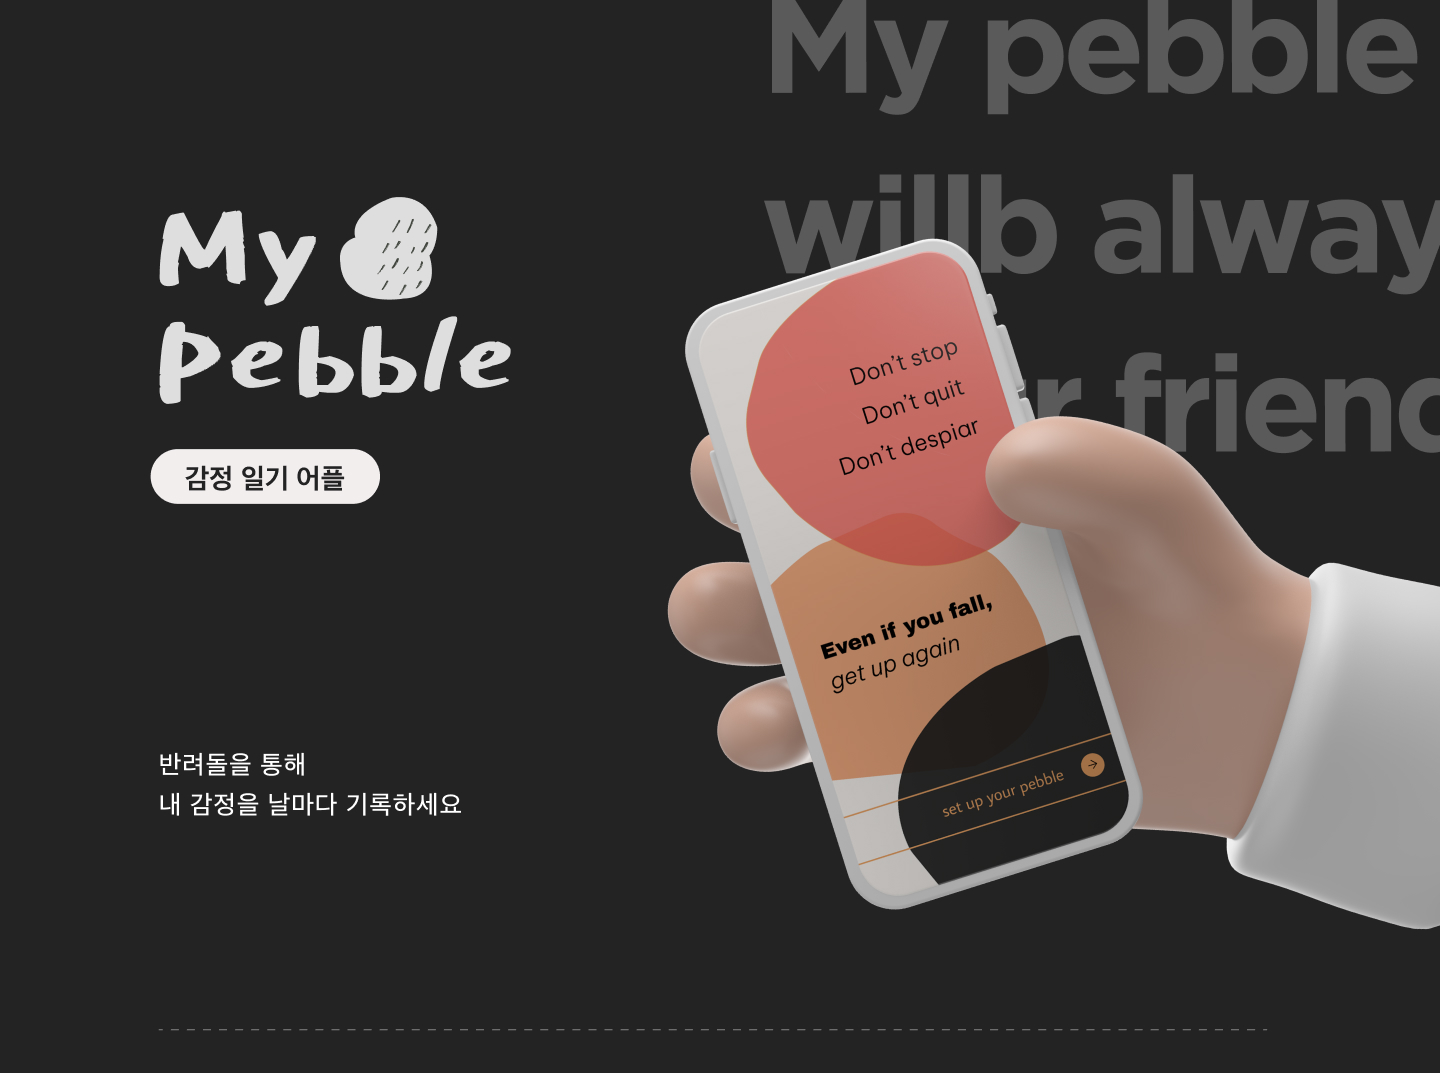 My pebble
willb alway
r friend
My
Pebble
감정 일기 어플
반려돌을 통해
내 감정을 날마다 기록하세요
Don't stop
Don't quit
Don't despiar
Even if you fall,
get up again
set up your pebble